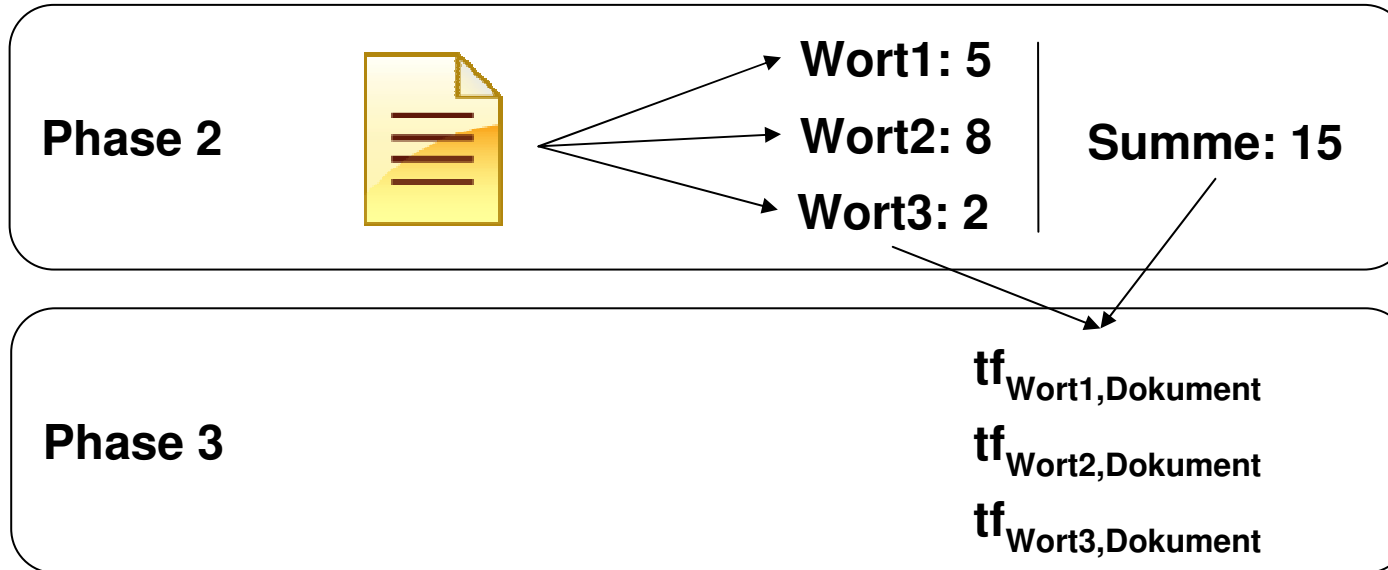 Phase 2
Wort1: 5
Wort2: 8
Wort3: 2
Summe: 15
Phase 3
tfWort1,Dokument
tfWort2,Dokument
tfWort3,Dokument